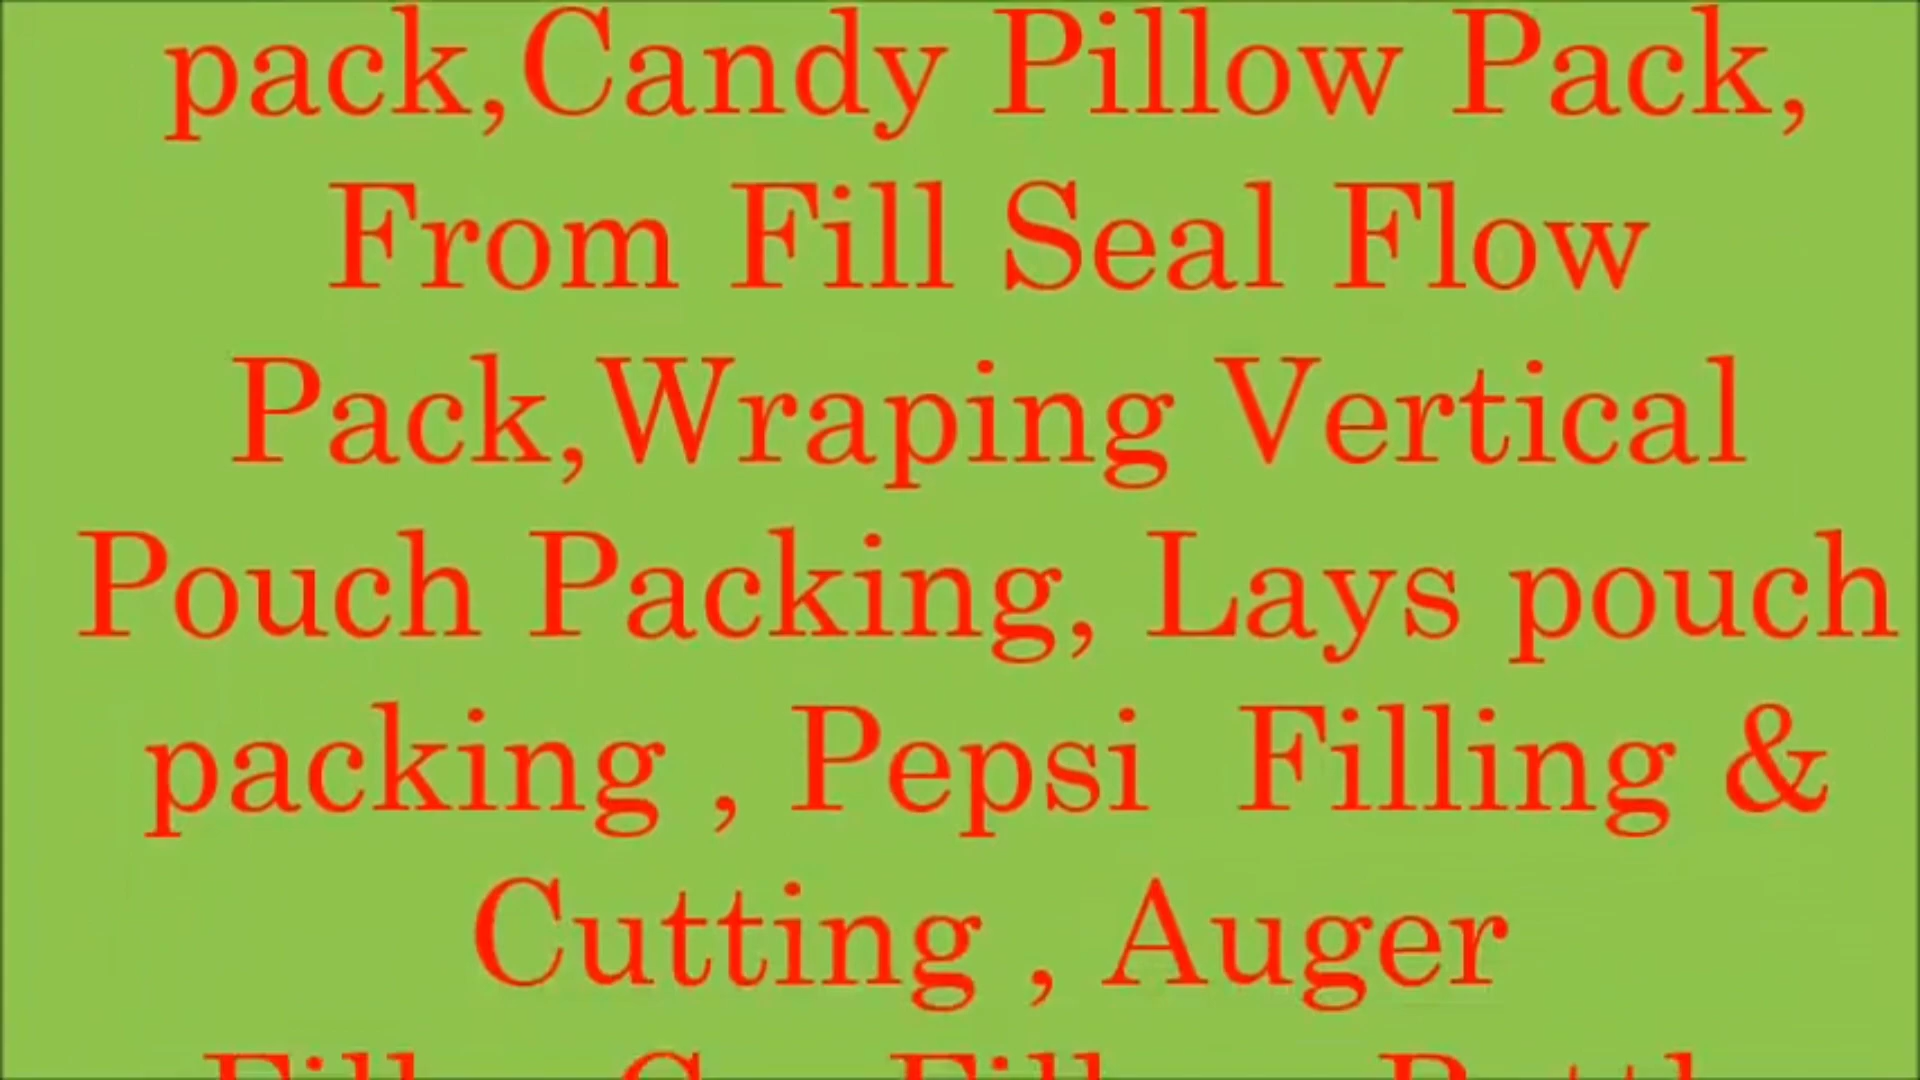 pack,Candy Pillow Pack,
From Fill Seal Flow
Pack,Wraping Vertical
Pouch Packing, Lays pouch
packing , Pepsi  Filling &
Cutting , Auger